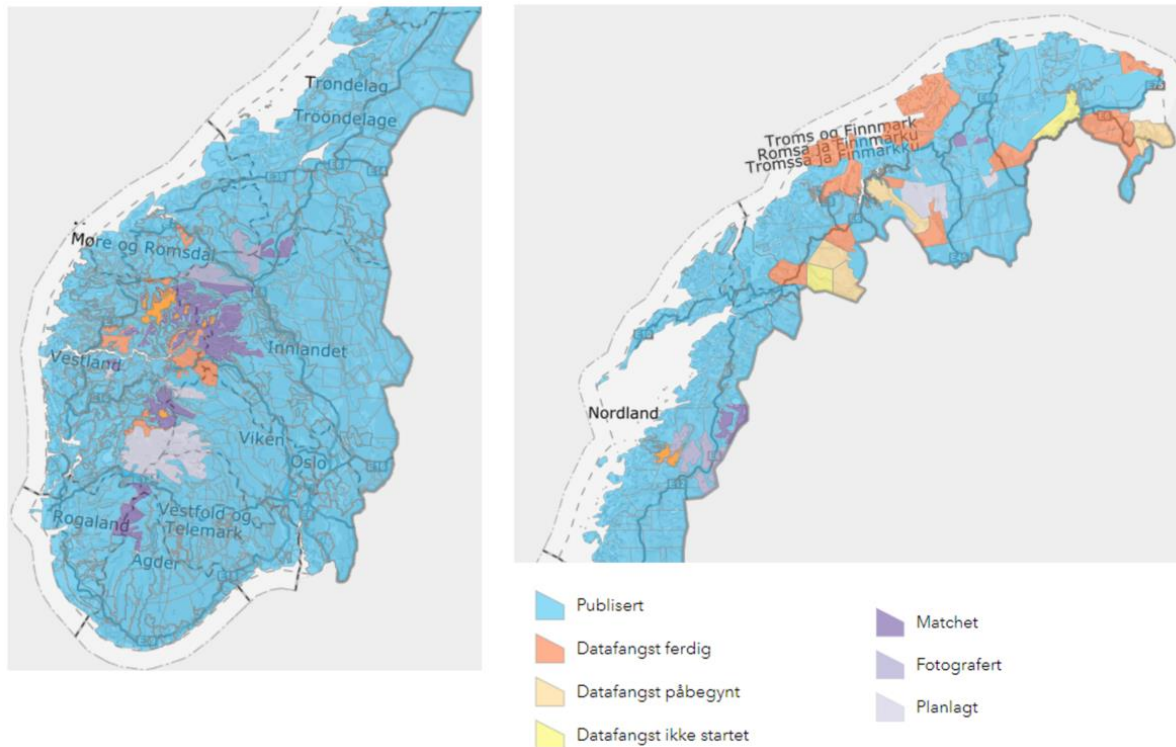 Trøndelag
Trööndelage
Møre og Romsdal
Innlandet
Vestland
Viken
Oslo
Rogaland
Vestfold og
Telemark
Agder
Troms og Finnmark
Romsa ja Finnmárku
Tromssa ja Finmarkku
Nordland
Publisert
Datafangst ferdig
Datafangst påbegynt
Datafangst ikke startet
Matchet
Fotografert
Planlagt